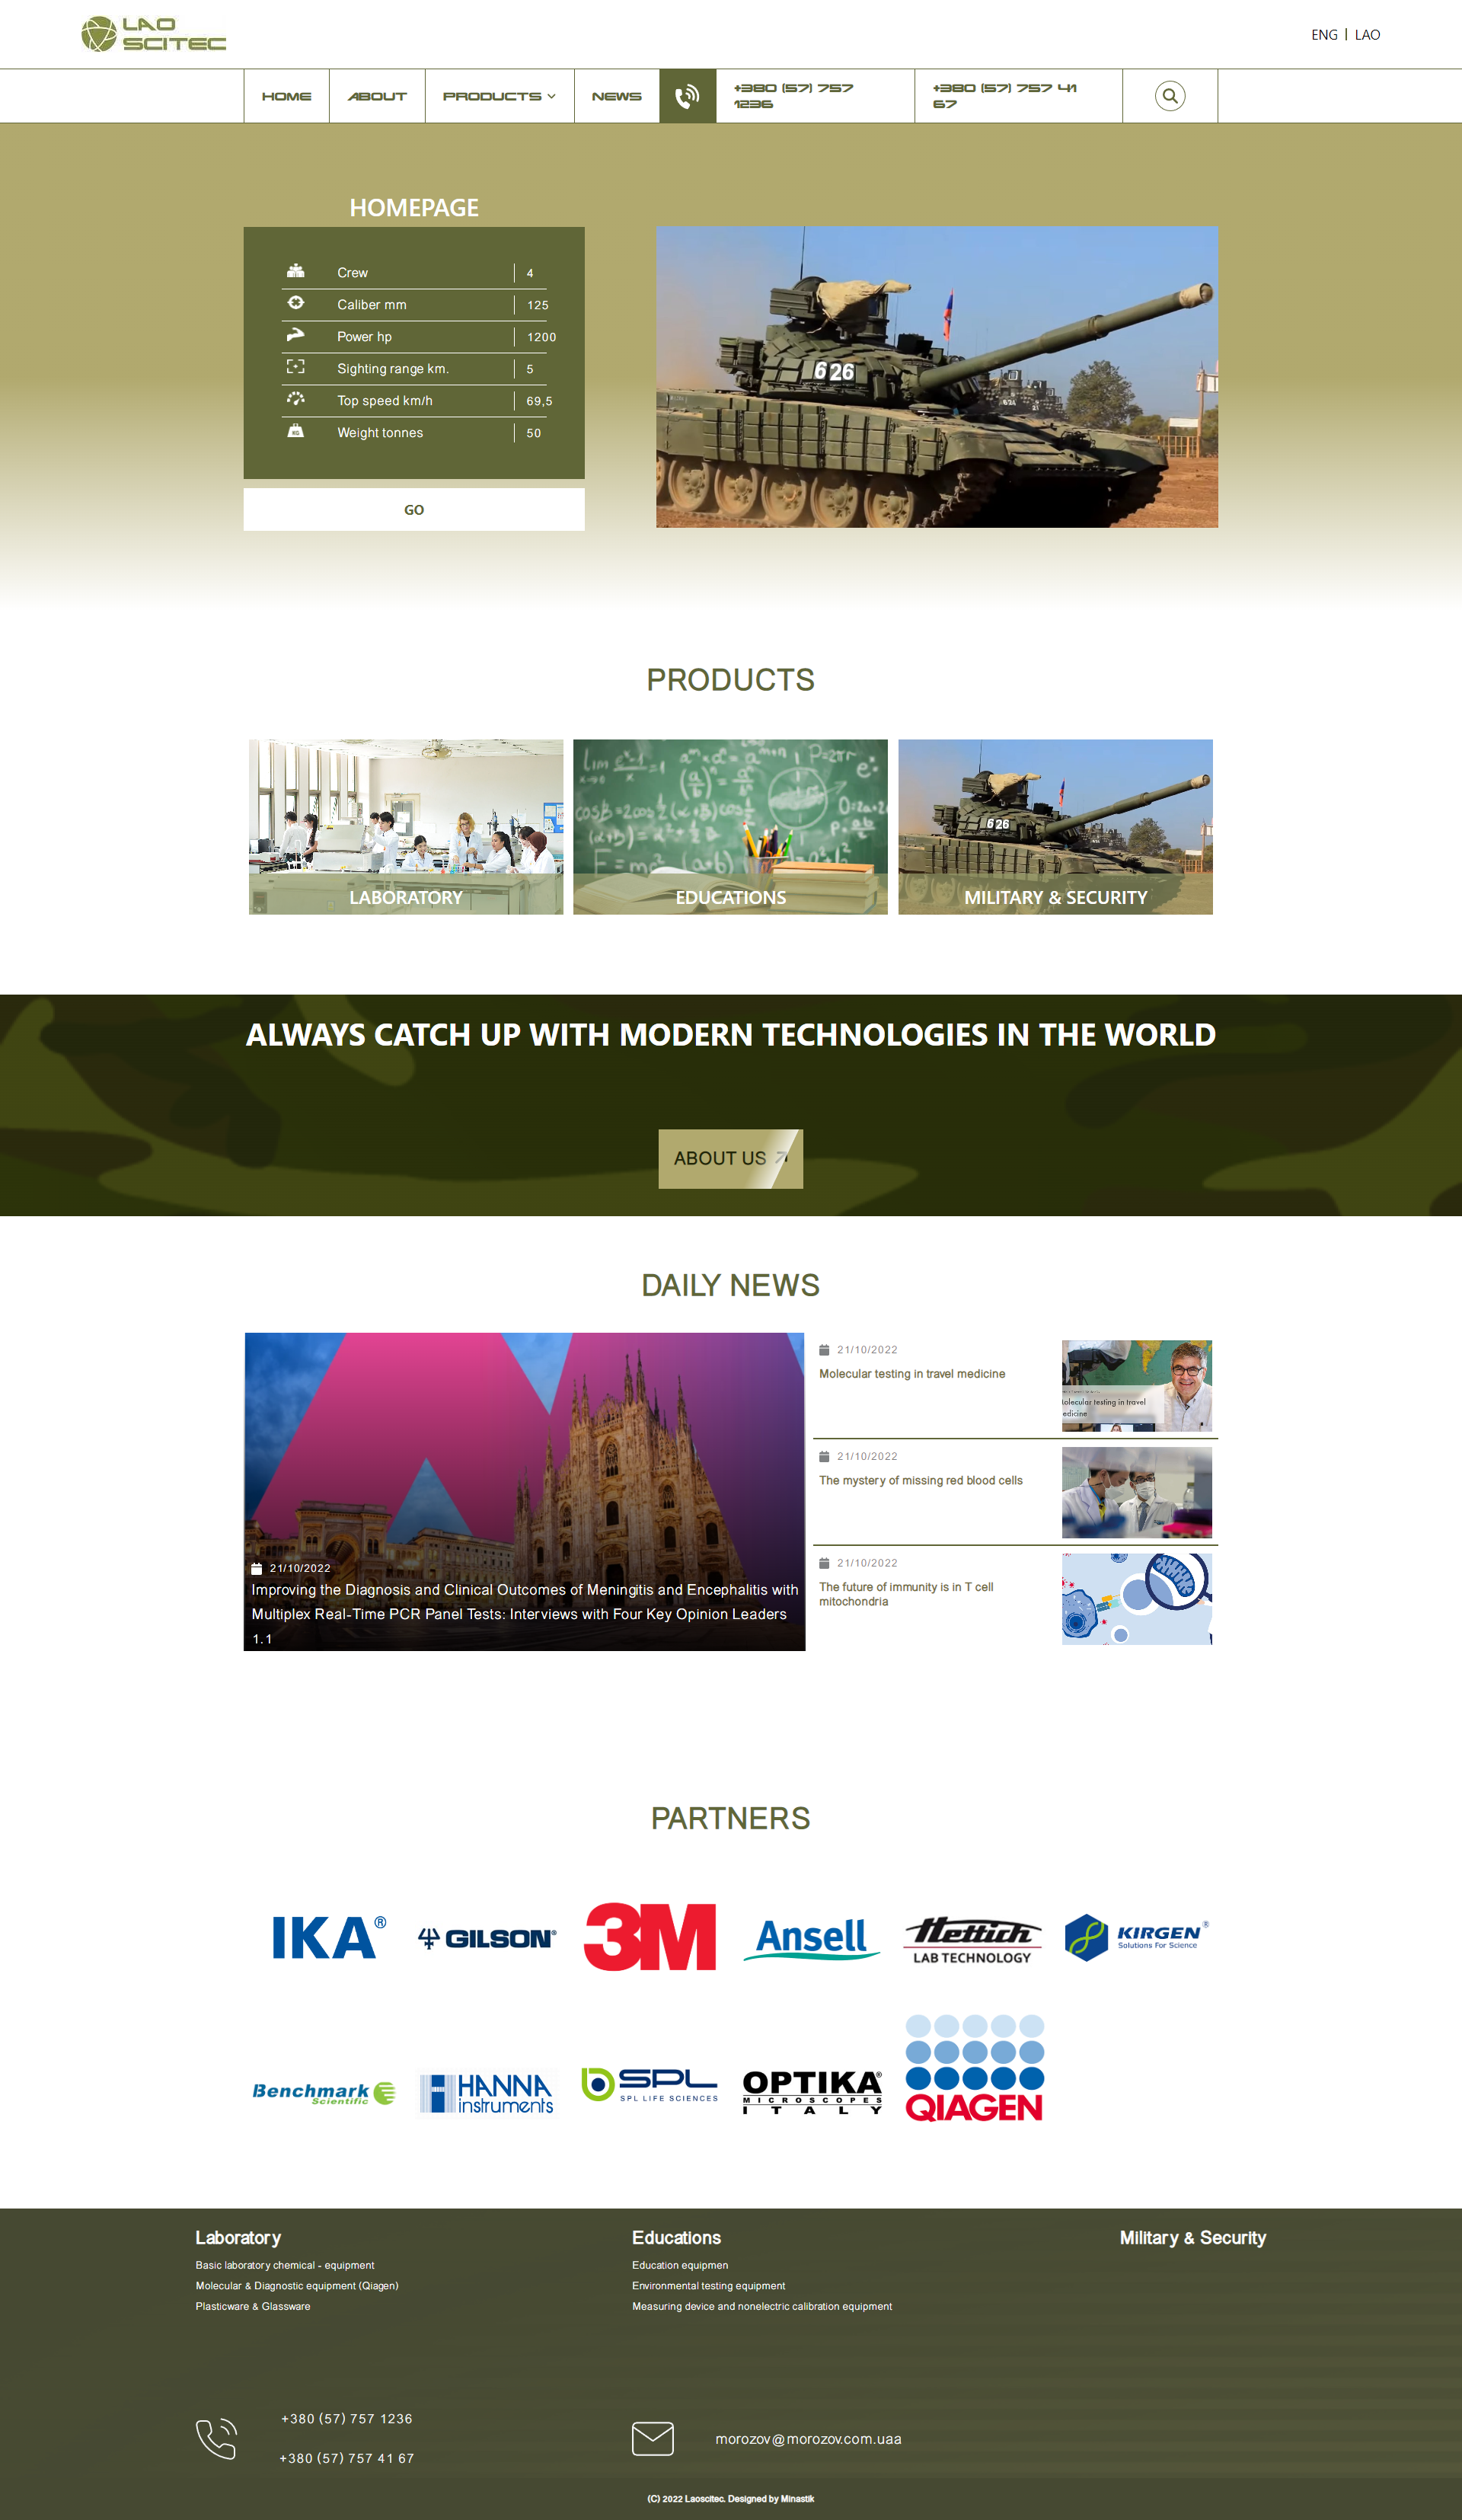 LAO
SCITEC
ENG | LAO
HOME
ABOUT
PRODUCTS
NEWS
+380 (57) 757
1236
+380 (57) 757 41
67
HOMEPAGE
Crew 4
Caliber mm 125
Power hp 1200
Sighting range km. 5
Top speed km/h 69,5
Weight tonnes 50
GO
626
PRODUCTS
LABORATORY
EDUCATIONS
626
MILITARY & SECURITY
ALWAYS CATCH UP WITH MODERN TECHNOLOGIES IN THE WORLD
ABOUT US
DAILY NEWS
21/10/2022
Improving the Diagnosis and Clinical Outcomes of Meningitis and Encephalitis with
Multiplex Real-Time PCR Panel Tests: Interviews with Four Key Opinion Leaders
1.1
21/10/2022
Molecular testing in travel medicine
olecular testing in travel
edicine
21/10/2022
The mystery of missing red blood cells
21/10/2022
The future of immunity is in T cell
mitochondria
PARTNERS
IKA®
GILSON®
3M
Ansell
Hettich
LAB TECHNOLOGY
KIRGEN®
Solutions For Science
Benchmark
Scientific
HANNA
instruments
SPL
SPL LIFE SCIENCES
OPTIKA®
MICROSCOPES
ITALY
QIAGEN
Laboratory
Basic laboratory chemical - equipment
Molecular & Diagnostic equipment (Qiagen)
Plasticware & Glassware
Educations
Education equipmen
Environmental testing equipment
Measuring device and nonelectric calibration equipment
Military & Security
+380 (57) 757 1236
+380 (57) 757 41 67
morozov@morozov.com.uaa
(C) 2022 Laoscitec. Designed by Minastik